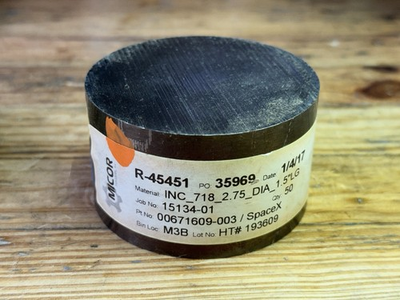 AMCOR
R-45451 PO 35969 Date 1/4/17
Material: INC_718_2.75_DIA_1.5"LG
Job No: 15134-01 Qty 50
Pt No: 00671609-003 / SpaceX
Bin Loc: M3B Lot No: HT# 193609